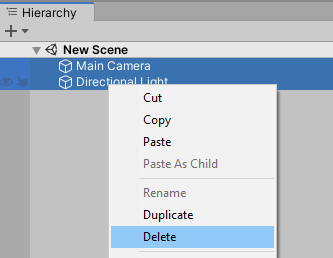 Hierarchy
New Scene
Main Camera
Directional Light
Cut
Copy
Paste
Paste As Child
Rename
Duplicate
Delete